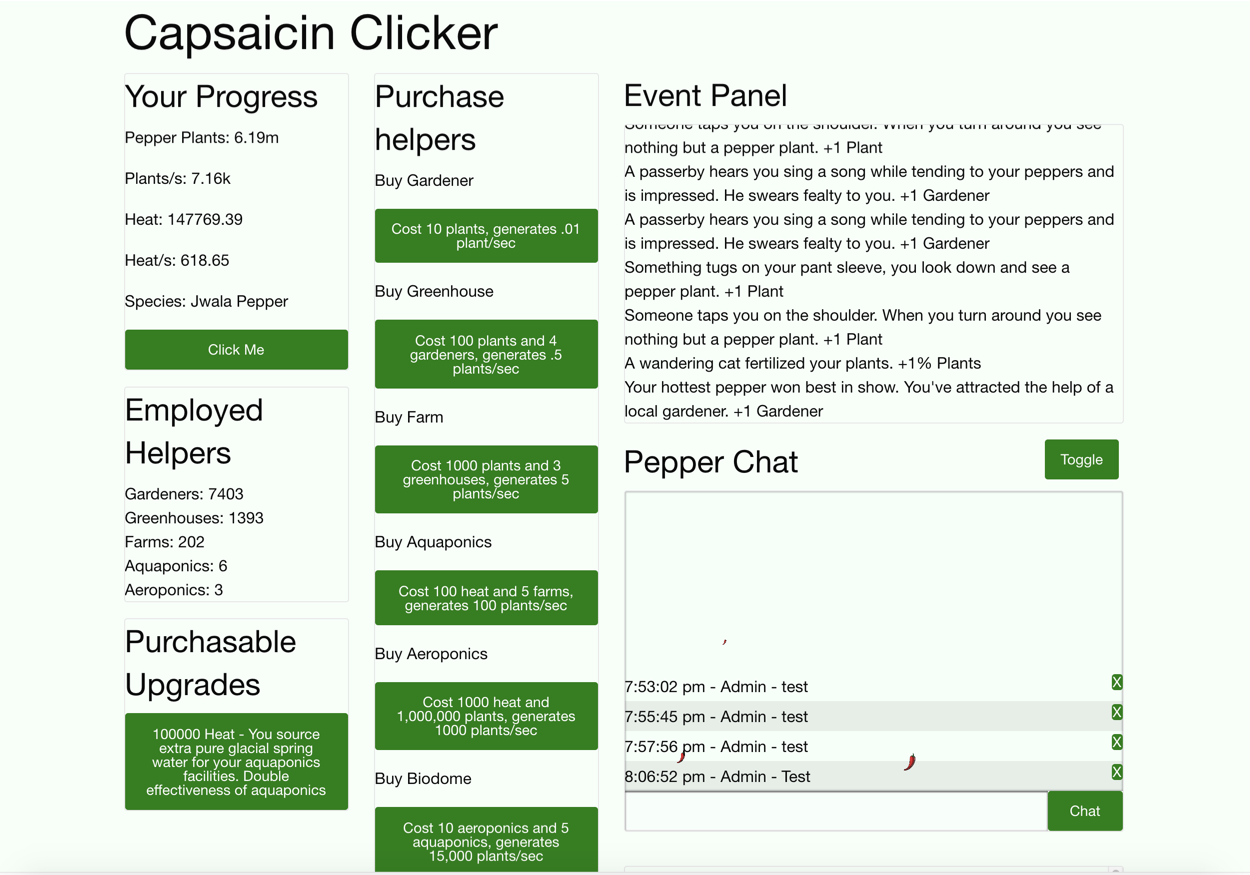 Capsaicin Clicker
Your Progress
Pepper Plants: 6.19m
Plants/s: 7.16k
Heat: 147769.39
Heat/s: 618.65
Species: Jwala Pepper
Click Me
Employed
Helpers
Gardeners: 7403
Greenhouses: 1393
Farms: 202
Aquaponics: 6
Aeroponics: 3
Purchasable
Upgrades
100000 Heat - You source
extra pure glacial spring
water for your aquaponics
facilities. Double
effectiveness of aquaponics
Purchase
helpers
Buy Gardener
Cost 10 plants, generates .01
plant/sec
Buy Greenhouse
Cost 100 plants and 4
gardeners, generates .5
plants/sec
Buy Farm
Cost 1000 plants and 3
greenhouses, generates 5
plants/sec
Buy Aquaponics
Cost 100 heat and 5 farms,
generates 100 plants/sec
Buy Aeroponics
Cost 1000 heat and
1,000,000 plants, generates
1000 plants/sec
Buy Biodome
Cost 10 aeroponics and 5
aquaponics, generates
15,000 plants/sec
Event Panel
Someone taps you on the shoulder. When you turn around you see
nothing but a pepper plant. +1 Plant
A passerby hears you sing a song while tending to your peppers and
is impressed. He swears fealty to you. +1 Gardener
A passerby hears you sing a song while tending to your peppers and
is impressed. He swears fealty to you. +1 Gardener
Something tugs on your pant sleeve, you look down and see a
pepper plant. +1 Plant
Someone taps you on the shoulder. When you turn around you see
nothing but a pepper plant. +1 Plant
A wandering cat fertilized your plants. +1% Plants
Your hottest pepper won best in show. You've attracted the help of a
local gardener. +1 Gardener
Pepper Chat
Toggle
7:53:02 pm - Admin - test X
7:55:45 pm - Admin - test X
7:57:56 pm - Admin - test X
8:06:52 pm - Admin - Test X
Chat